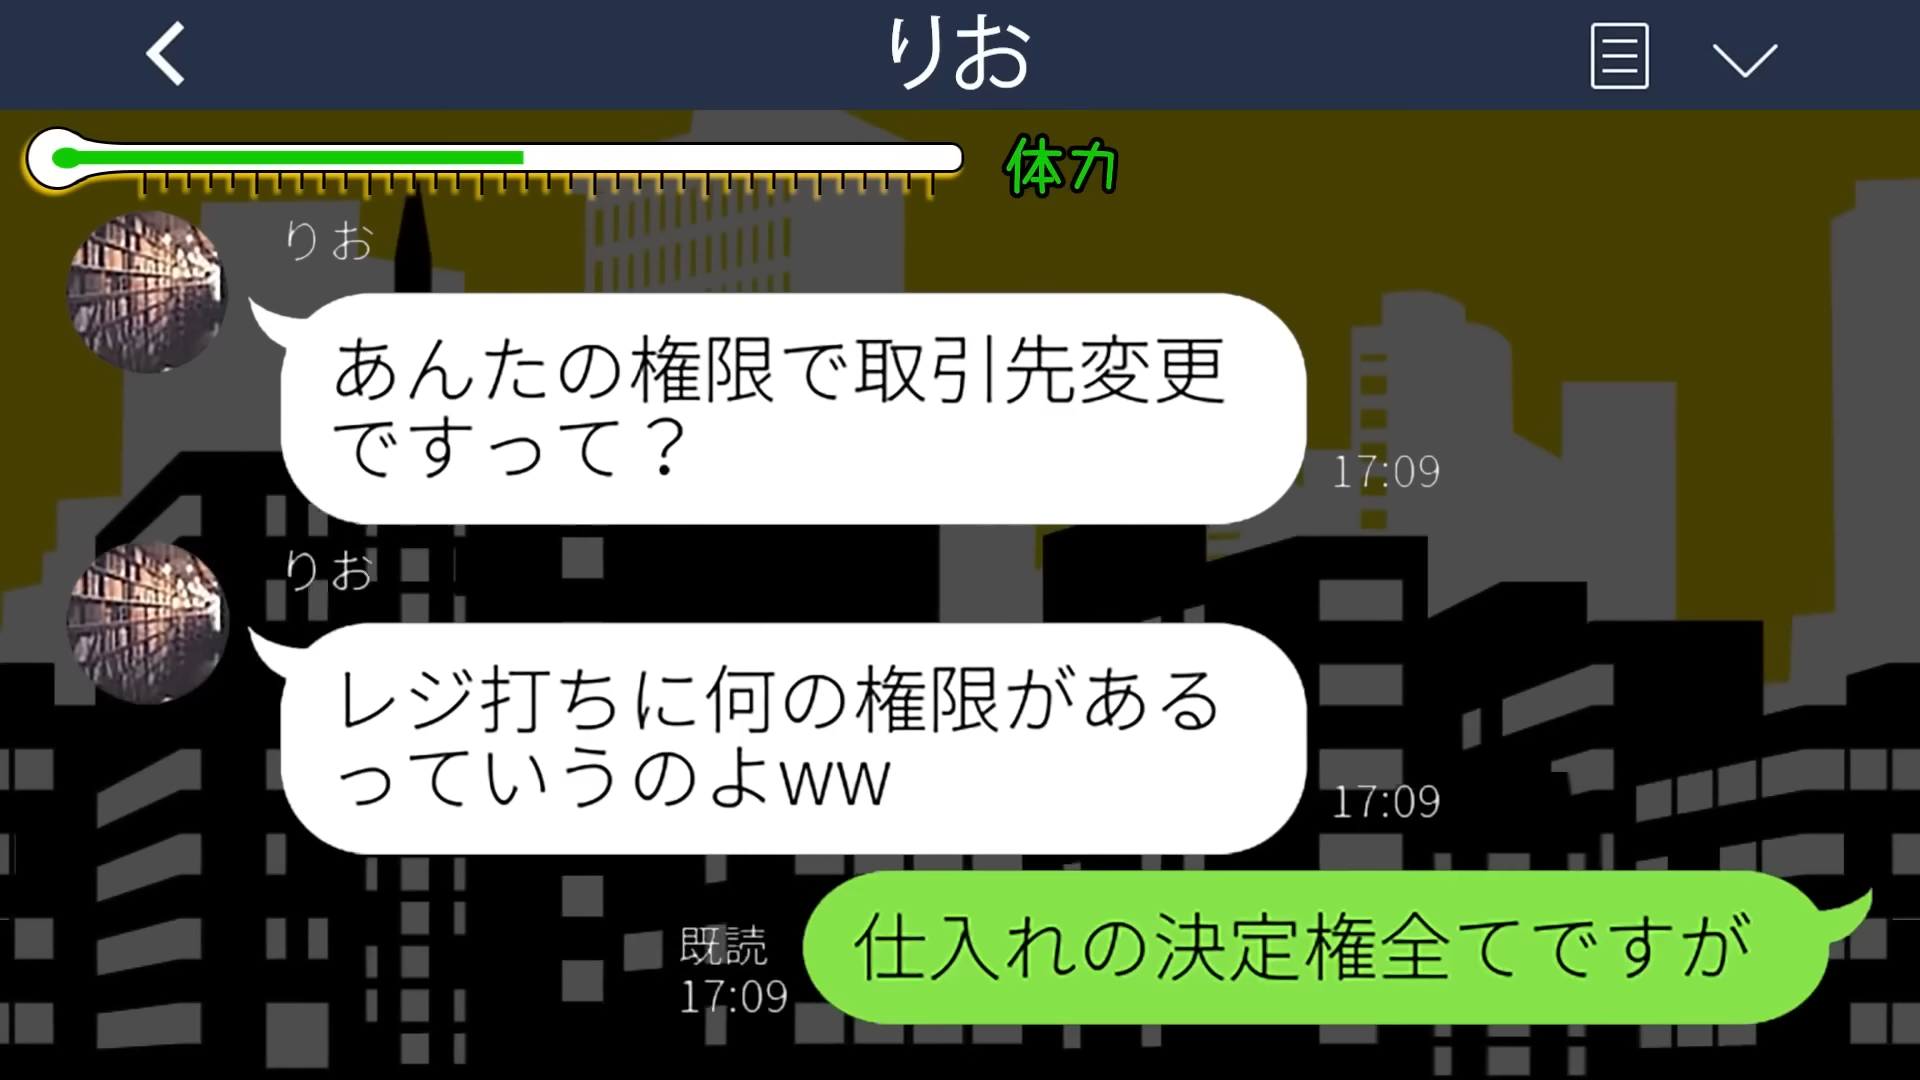 りお
体力
りお
あんたの権限で取引先変更
ですって？
17:09
りお
レジ打ちに何の権限がある
っていうのよww
17:09
仕入れの決定権全てですが
既読
17:09